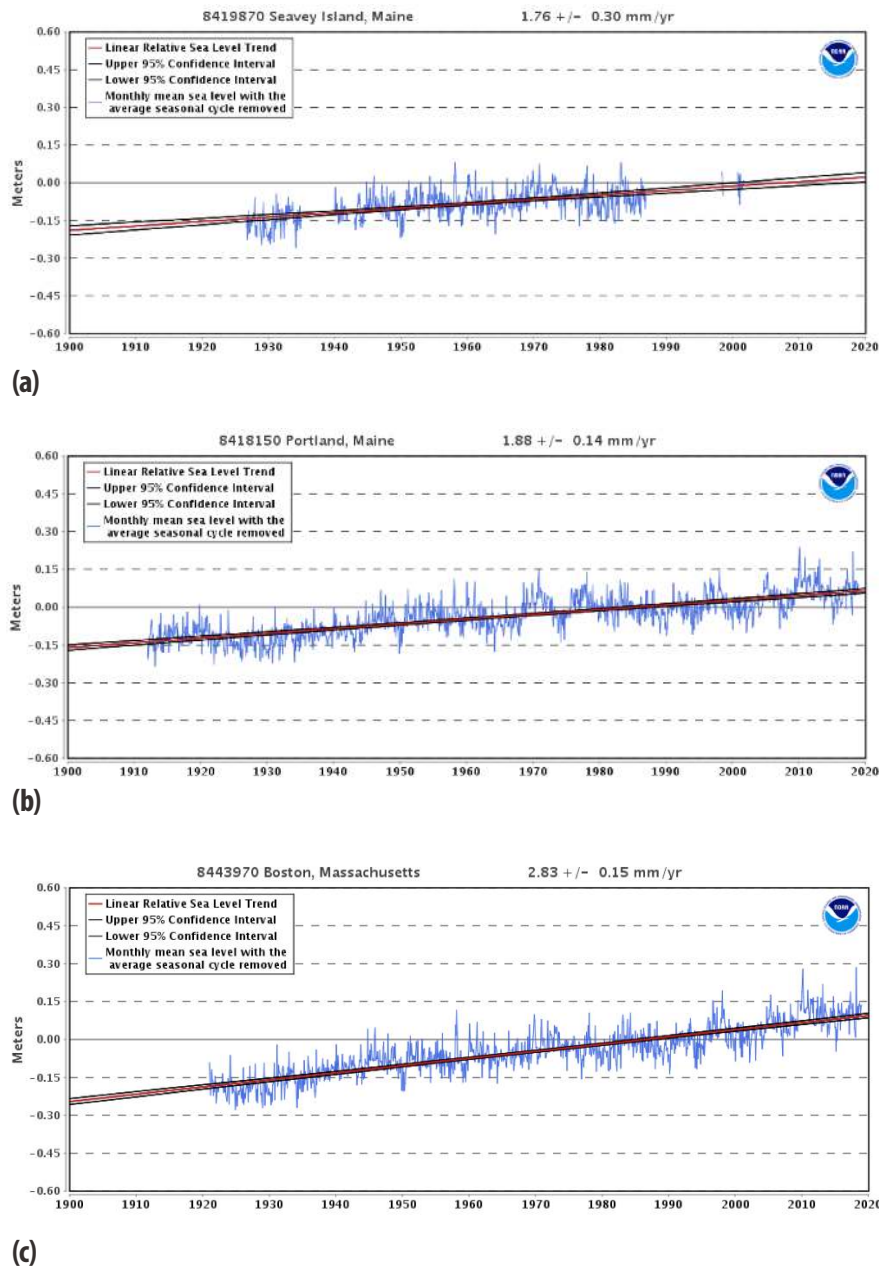 8419870 Seavey Island, Maine 1.76 +/- 0.30 mm/yr
0.60
0.45
0.30
0.15
0.00
-0.15
-0.30
-0.45
-0.60
Meters
Linear Relative Sea Level Trend
Upper 95% Confidence Interval
Lower 95% Confidence Interval
Monthly mean sea level with the
average seasonal cycle removed
NOAA
1900 1910 1920 1930 1940 1950 1960 1970 1980 1990 2000 2010 2020
(a)
8418150 Portland, Maine 1.88 +/- 0.14 mm/yr
0.60
0.45
0.30
0.15
0.00
-0.15
-0.30
-0.45
-0.60
Meters
Linear Relative Sea Level Trend
Upper 95% Confidence Interval
Lower 95% Confidence Interval
Monthly mean sea level with the
average seasonal cycle removed
NOAA
1900 1910 1920 1930 1940 1950 1960 1970 1980 1990 2000 2010 2020
(b)
8443970 Boston, Massachusetts 2.83 +/- 0.15 mm/yr
0.60
0.45
0.30
0.15
0.00
-0.15
-0.30
-0.45
-0.60
Meters
Linear Relative Sea Level Trend
Upper 95% Confidence Interval
Lower 95% Confidence Interval
Monthly mean sea level with the
average seasonal cycle removed
NOAA
1900 1910 1920 1930 1940 1950 1960 1970 1980 1990 2000 2010 2020
(c)